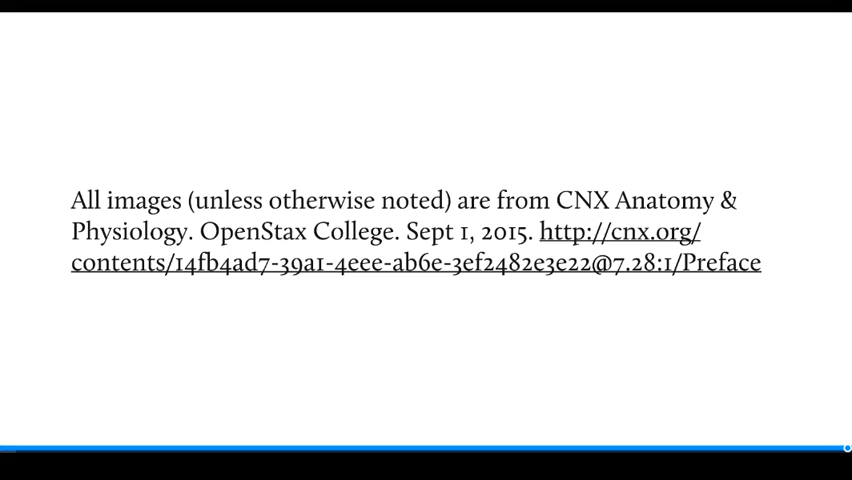 All images (unless otherwise noted) are from CNX Anatomy &
Physiology. OpenStax College. Sept 1, 2015. http://cnx.org/
contents/14fb4ad7-39a1-4eee-ab6e-3ef2482e3e22@7.28:1/Preface